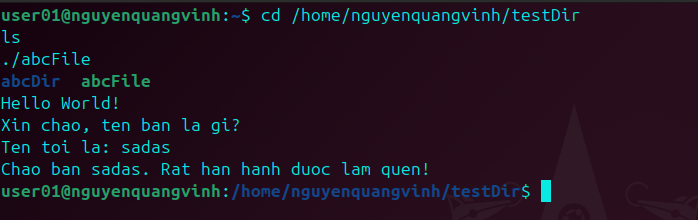 user01@nguyenquangvinh:~$ cd /home/nguyenquangvinh/testDir
ls
./abcFile
abcDir  abcFile
Hello World!
Xin chao, ten ban la gi?
Ten toi la: sadas
Chao ban sadas. Rat han hanh duoc lam quen!
user01@nguyenquangvinh:/home/nguyenquangvinh/testDir$